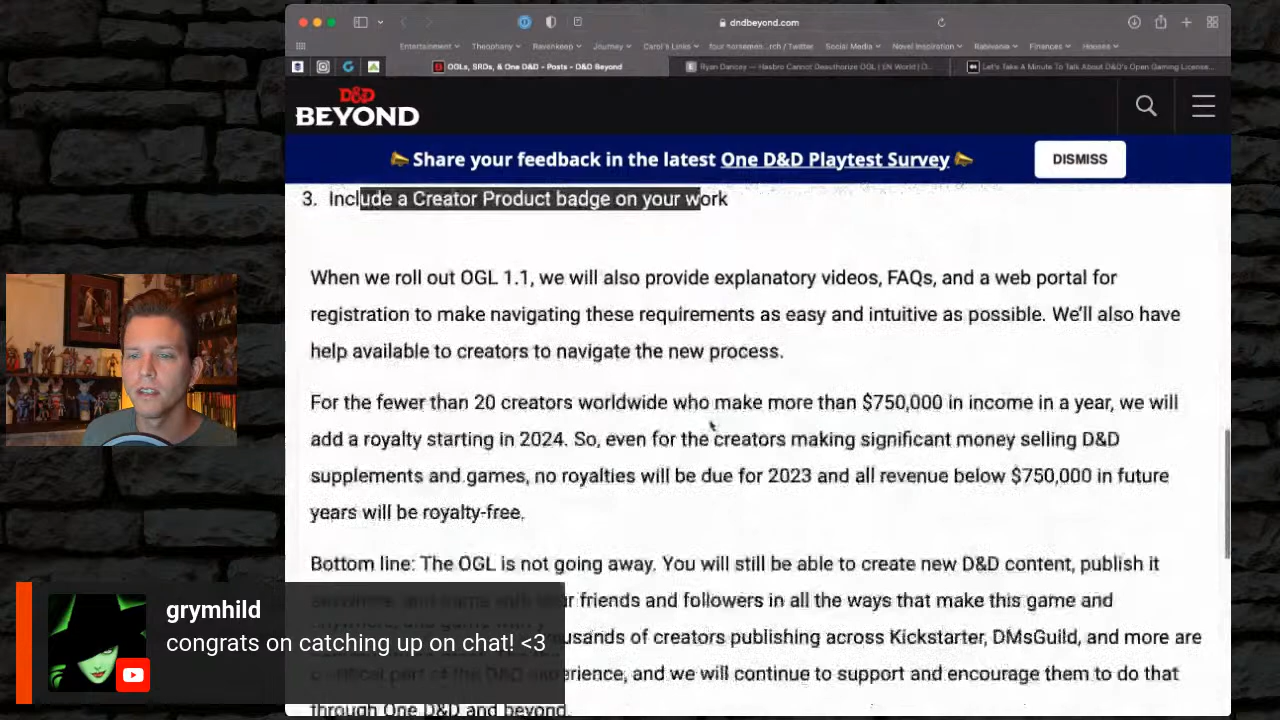 dndbeyond.com
Entertainment
Theophany
Ravenkeep
Journey
Carol's Links
four horsemen...rch / Twitter
Social Media
Novel Inspiration
Finances
Houses
OGLs, SRDs, & One D&D - Posts - D&D Beyond
Ryan Dancey — Hasbro Cannot Deauthorize OGL | EN World | D...
Let's Take A Minute To Talk About D&D's Open Gaming License...
D&D
BEYOND
Share your feedback in the latest One D&D Playtest Survey
DISMISS
3. Include a Creator Product badge on your work
When we roll out OGL 1.1, we will also provide explanatory videos, FAQs, and a web portal for
registration to make navigating these requirements as easy and intuitive as possible. We'll also have
help available to creators to navigate the new process.
For the fewer than 20 creators worldwide who make more than $750,000 in income in a year, we will
add a royalty starting in 2024. So, even for the creators making significant money selling D&D
supplements and games, no royalties will be due for 2023 and all revenue below $750,000 in future
years will be royalty-free.
Bottom line: The OGL is not going away. You will still be able to create new D&D content, publish it
r friends and followers in all the ways that make this game and
ousands of creators publishing across Kickstarter, DMsGuild, and more are
erience, and we will continue to support and encourage them to do that
through One D&D and beyond.
grymhild
congrats on catching up on chat! <3